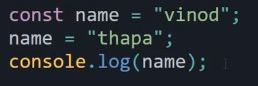 const name = "vinod";
name = "thapa";
console.log(name);